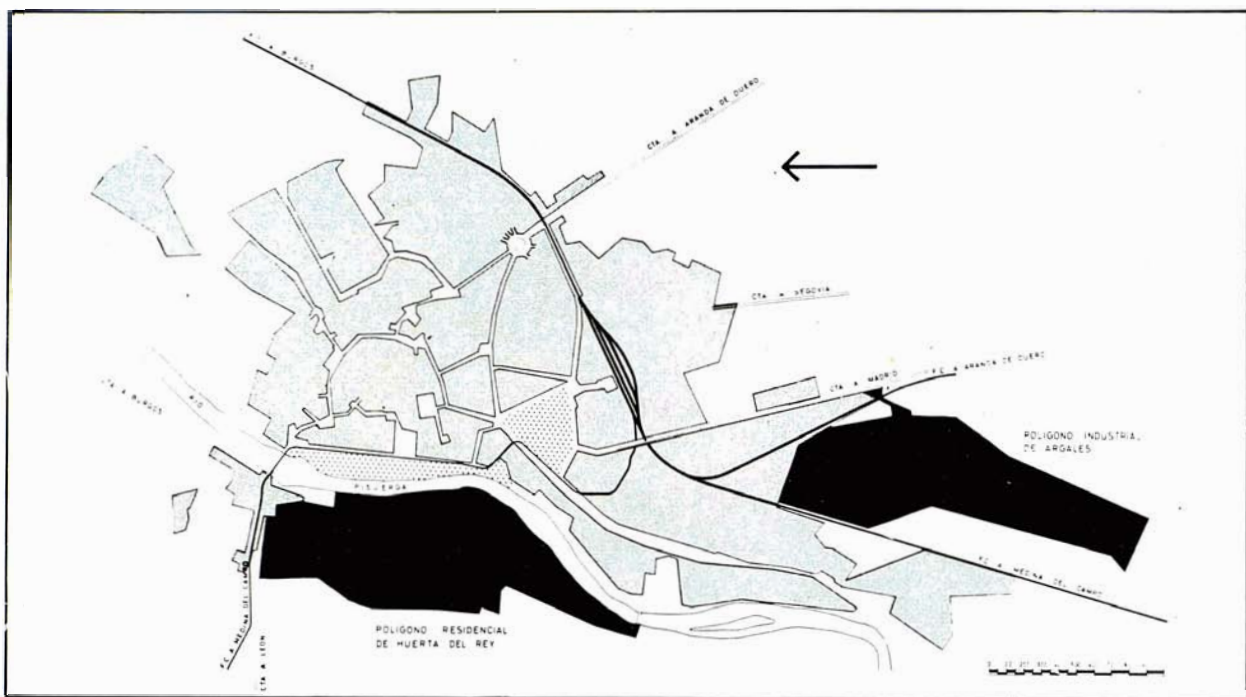 F.C. A BURGOS
CTA A ARANDA DE DUERO
CTA A SEGOVIA
CTA A MADRID
F.C. A ARANDA DE DUERO
CTA A BURGOS
RIO
PISUERGA
POLIGONO INDUSTRIAL
DE ARGALES
F.C. A MEDINA DEL CAMPO
POLIGONO RESIDENCIAL
DE HUERTA DEL REY
F.C. A MEDINA DEL CAMPO
CTA A LEON